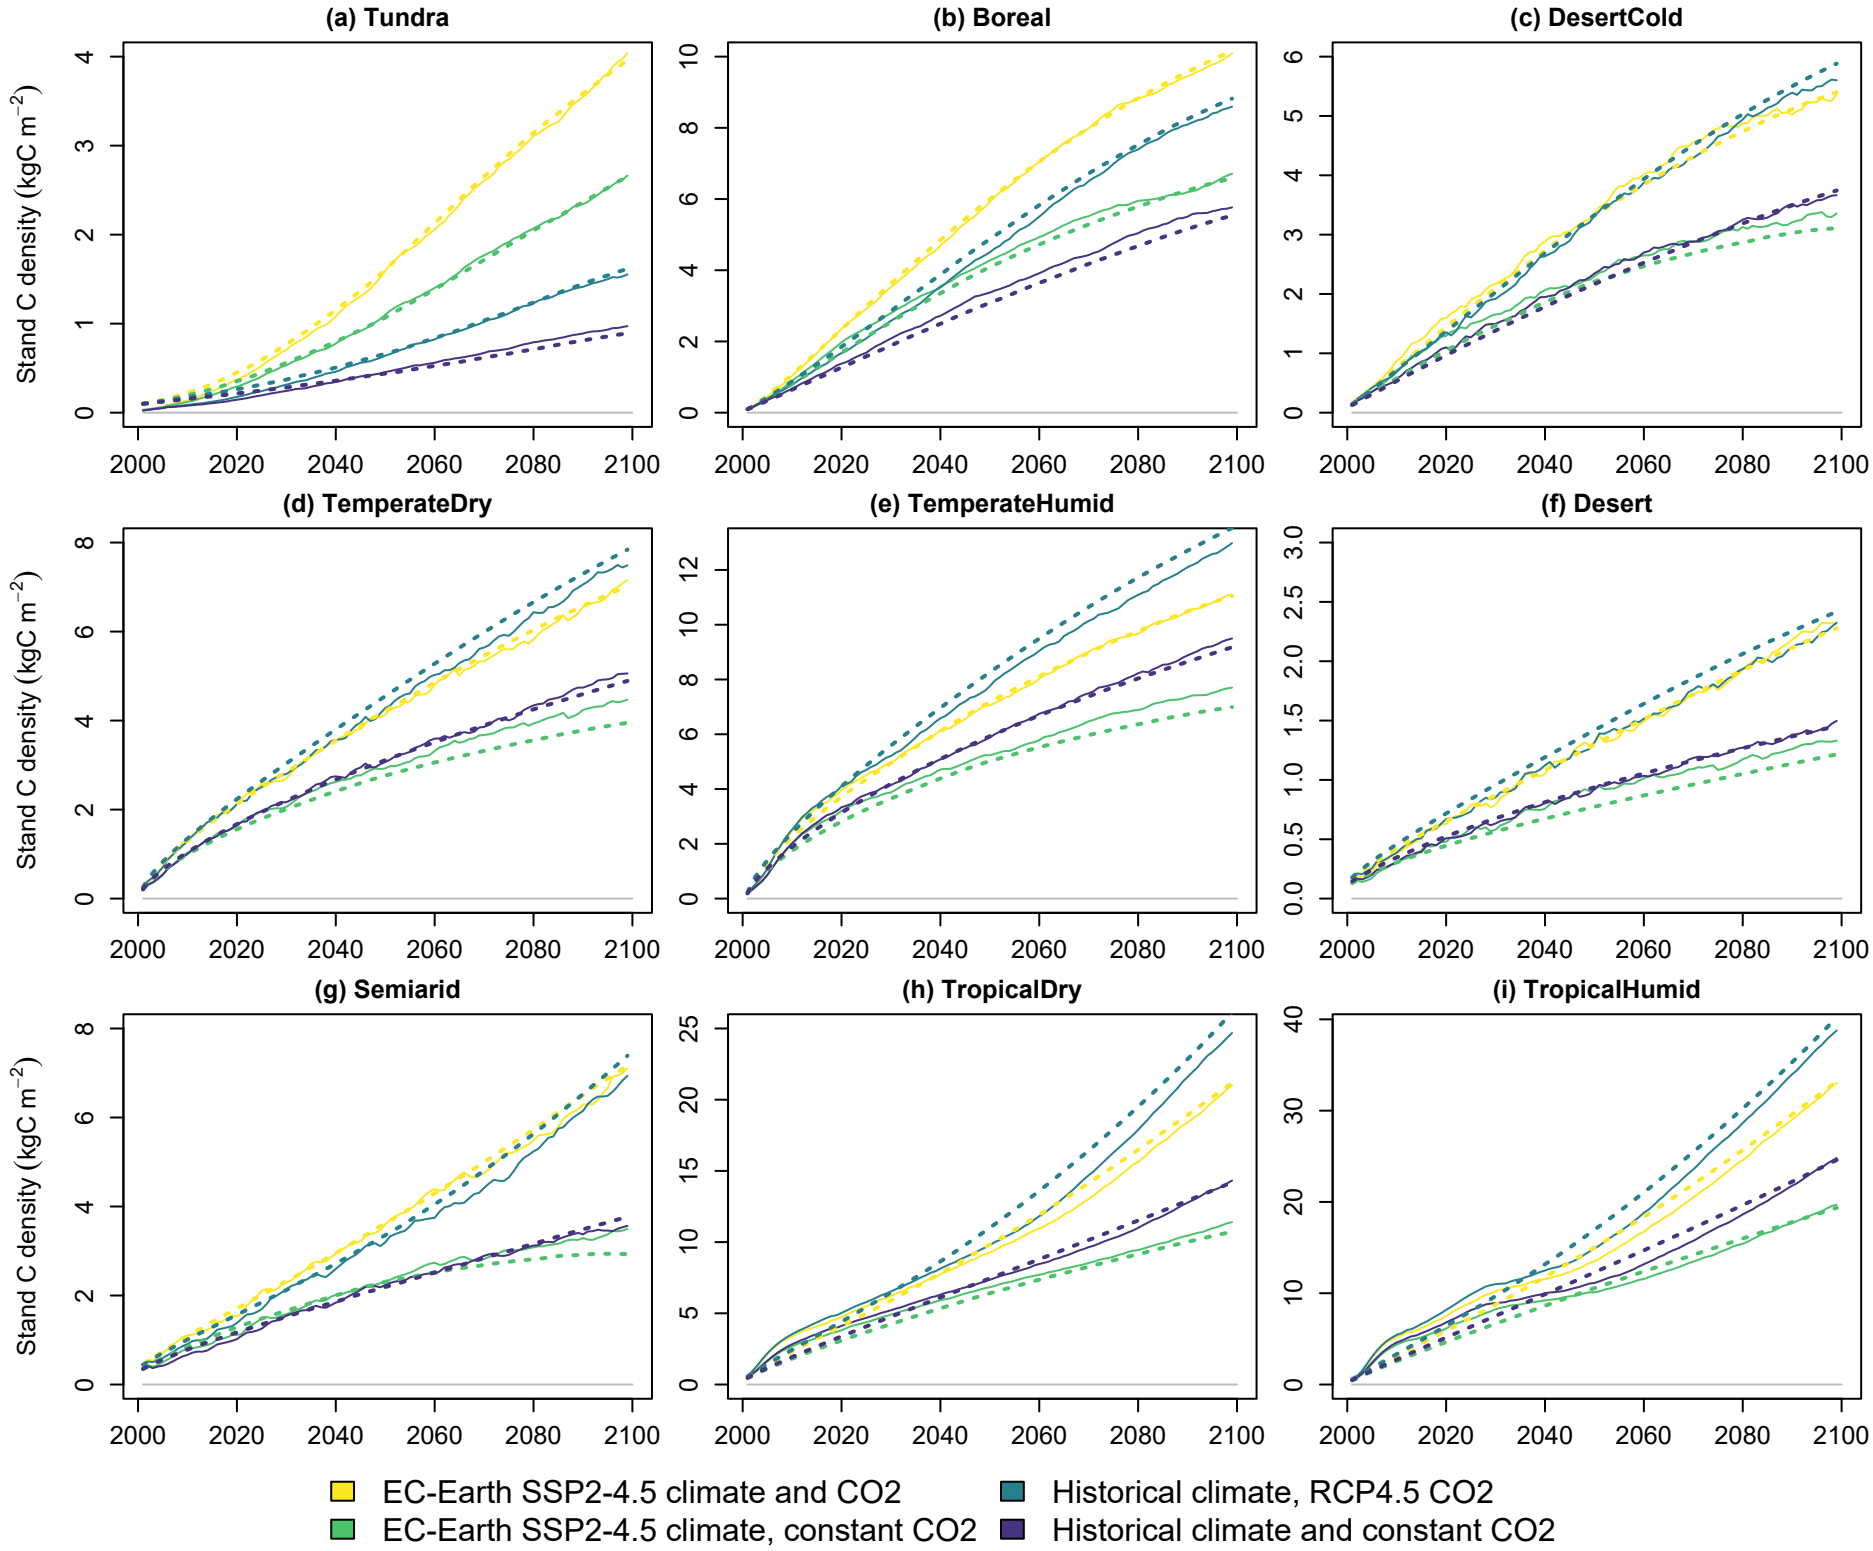 (a) Tundra
(b) Boreal
(c) DesertCold
Stand C density (kgC m−2)
0 1 2 3 4
0 2 4 6 8 10
0 1 2 3 4 5 6
2000 2020 2040 2060 2080 2100
2000 2020 2040 2060 2080 2100
2000 2020 2040 2060 2080 2100
(d) TemperateDry
(e) TemperateHumid
(f) Desert
Stand C density (kgC m−2)
0 2 4 6 8
0 2 4 6 8 10 12
0.0 0.5 1.0 1.5 2.0 2.5 3.0
2000 2020 2040 2060 2080 2100
2000 2020 2040 2060 2080 2100
2000 2020 2040 2060 2080 2100
(g) Semiarid
(h) TropicalDry
(i) TropicalHumid
Stand C density (kgC m−2)
0 2 4 6 8
0 5 10 15 20 25
0 10 20 30 40
2000 2020 2040 2060 2080 2100
2000 2020 2040 2060 2080 2100
2000 2020 2040 2060 2080 2100
EC-Earth SSP2-4.5 climate and CO2
Historical climate, RCP4.5 CO2
EC-Earth SSP2-4.5 climate, constant CO2
Historical climate and constant CO2